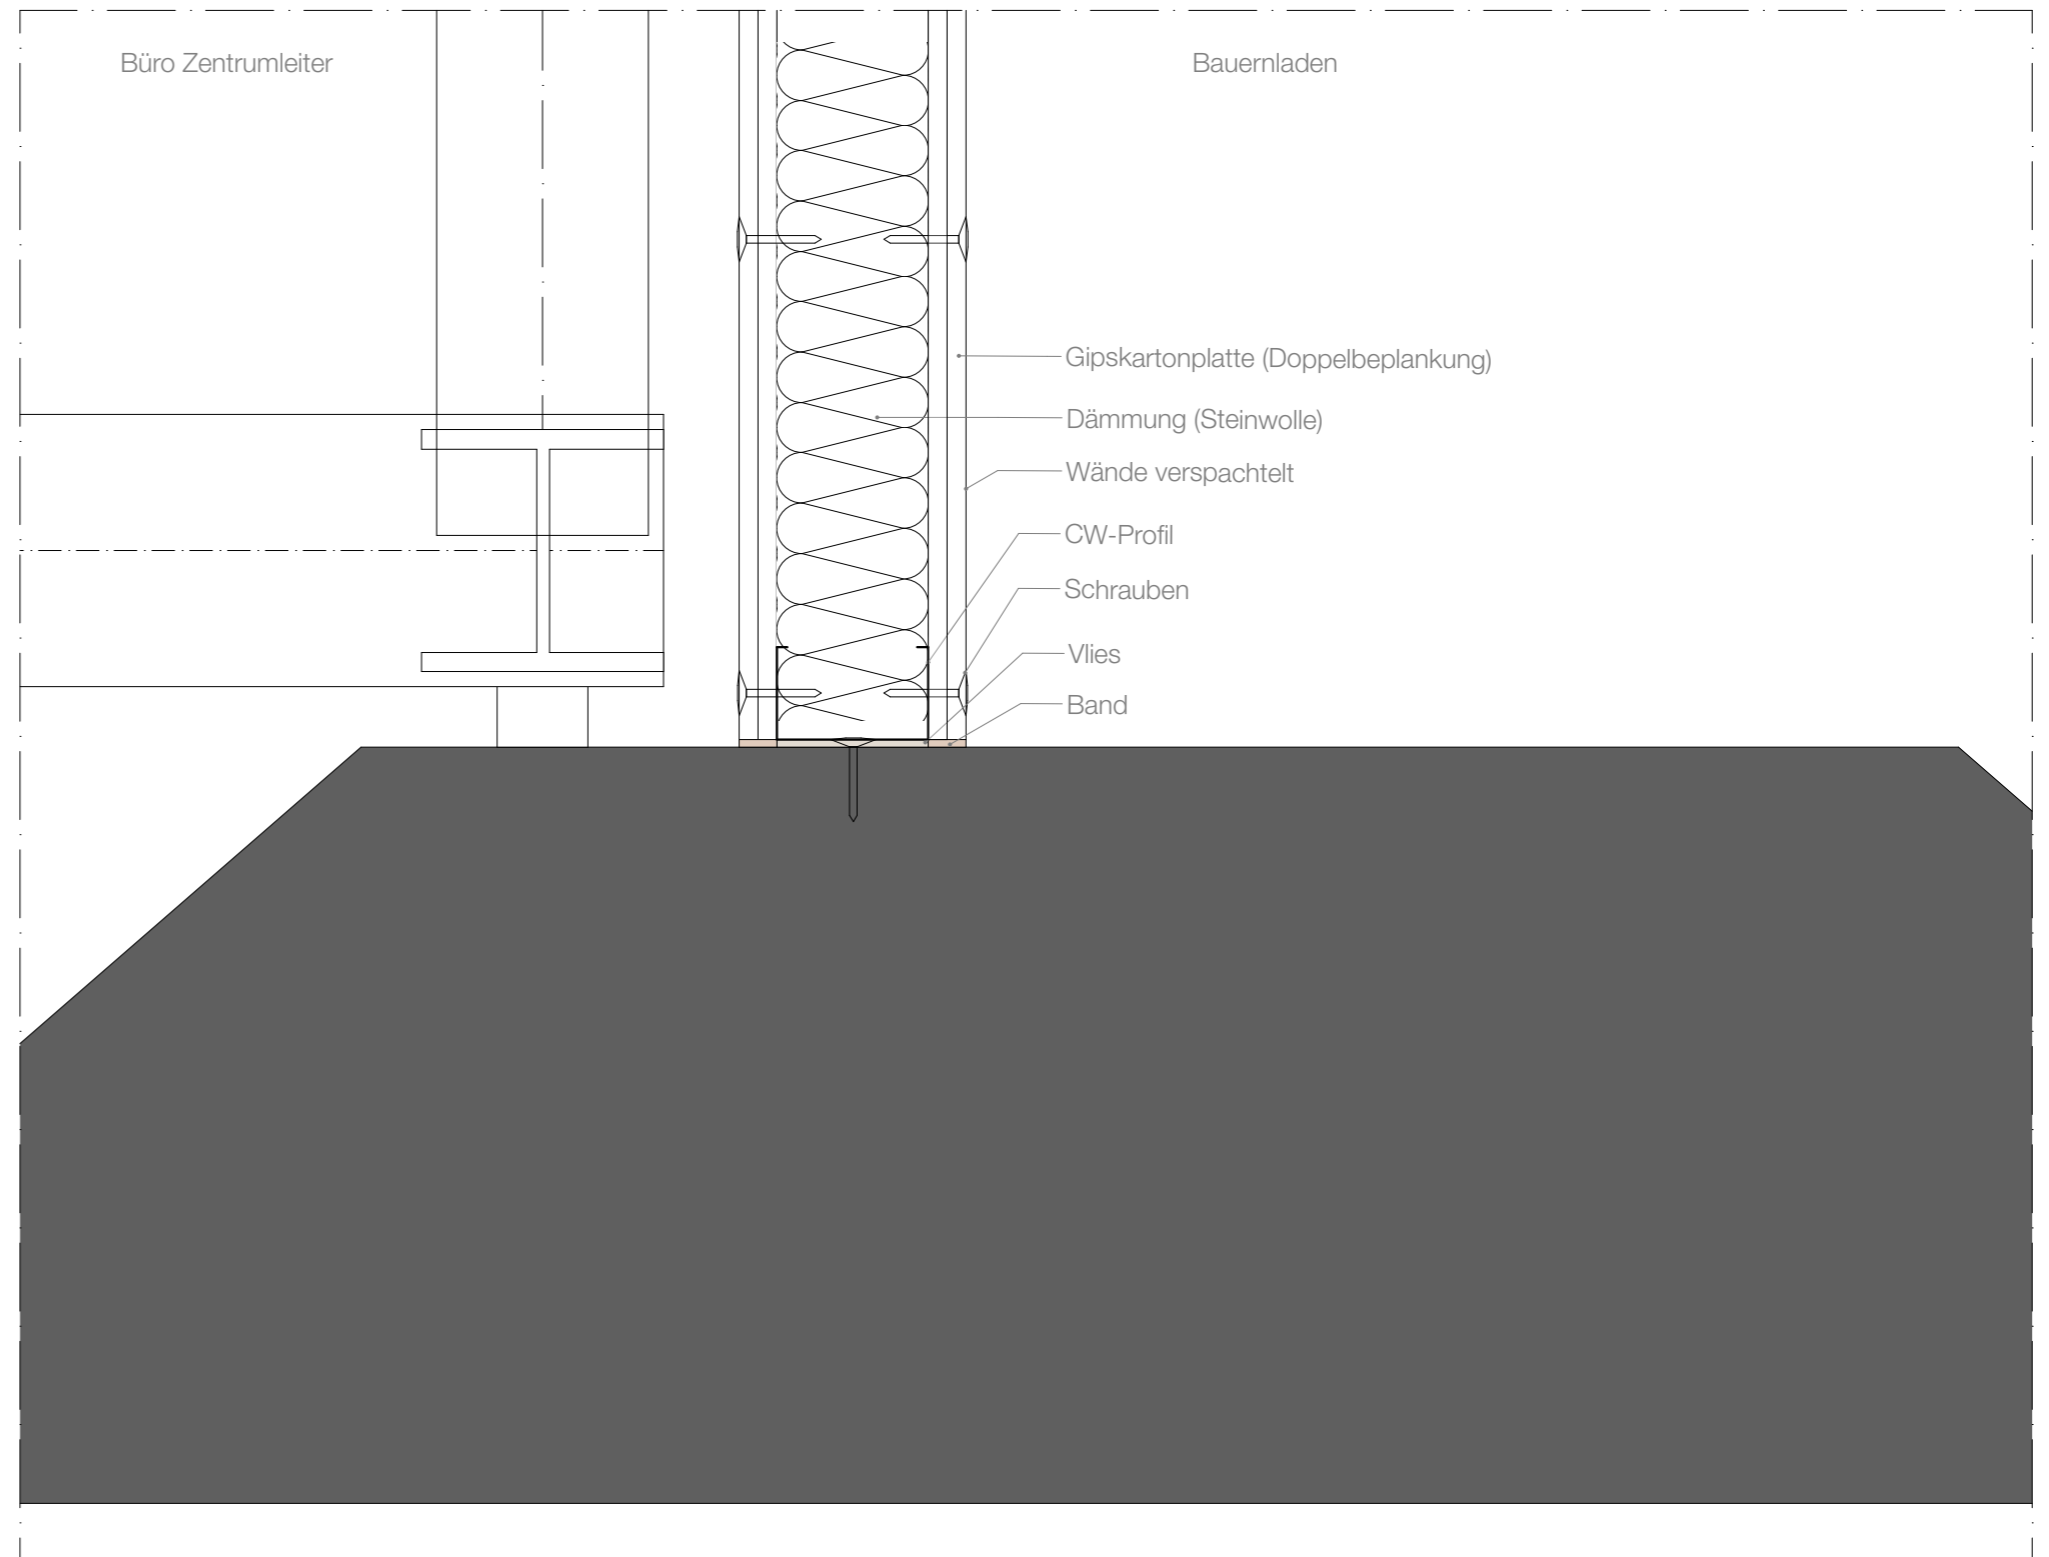 Büro Zentrumleiter
Bauernladen
Gipskartonplatte (Doppelbeplankung)
Dämmung (Steinwolle)
Wände verspachtelt
CW-Profil
Schrauben
Vlies
Band